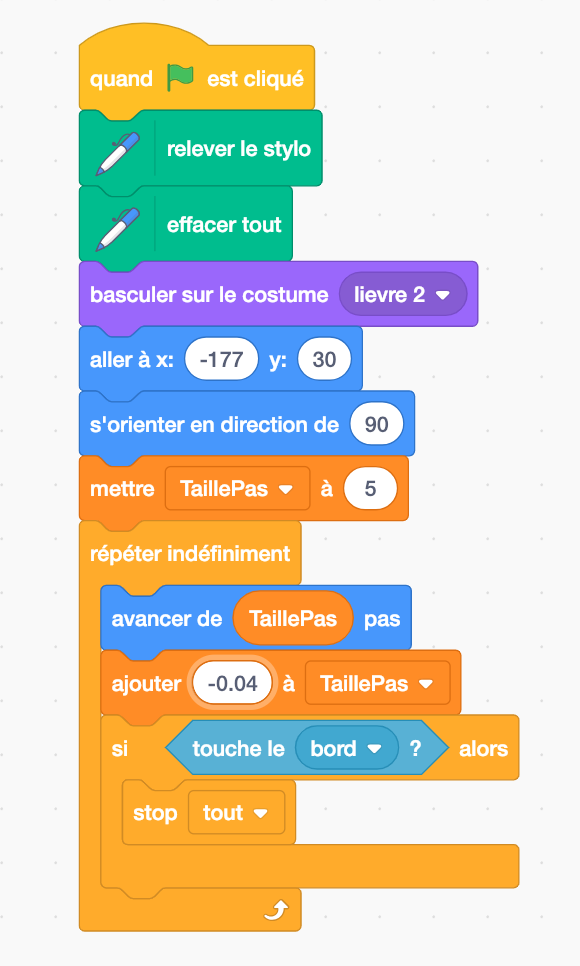 quand est cliqué
relever le stylo
effacer tout
basculer sur le costume lievre 2
aller à x: -177 y: 30
s'orienter en direction de 90
mettre TaillePas à 5
répéter indéfiniment
avancer de TaillePas pas
ajouter -0.04 à TaillePas
si touche le bord ? alors
stop tout